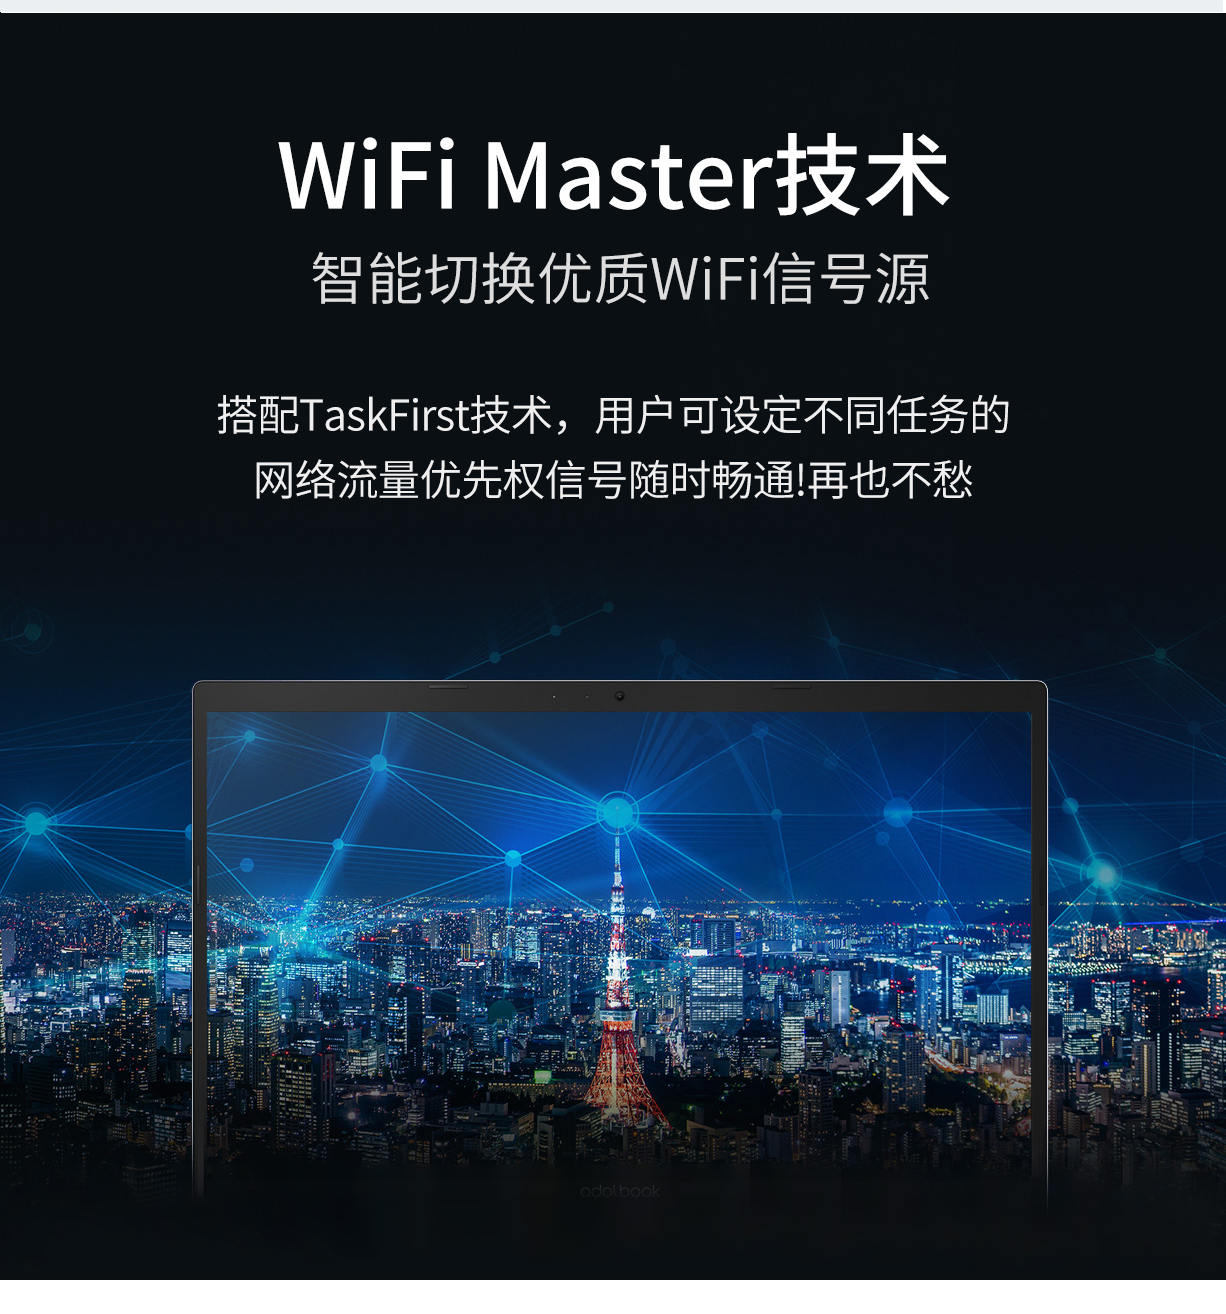 WiFi Master技术
智能切换优质WiFi信号源
搭配TaskFirst技术，用户可设定不同任务的
网络流量优先权信号随时畅通!再也不愁
adolbook